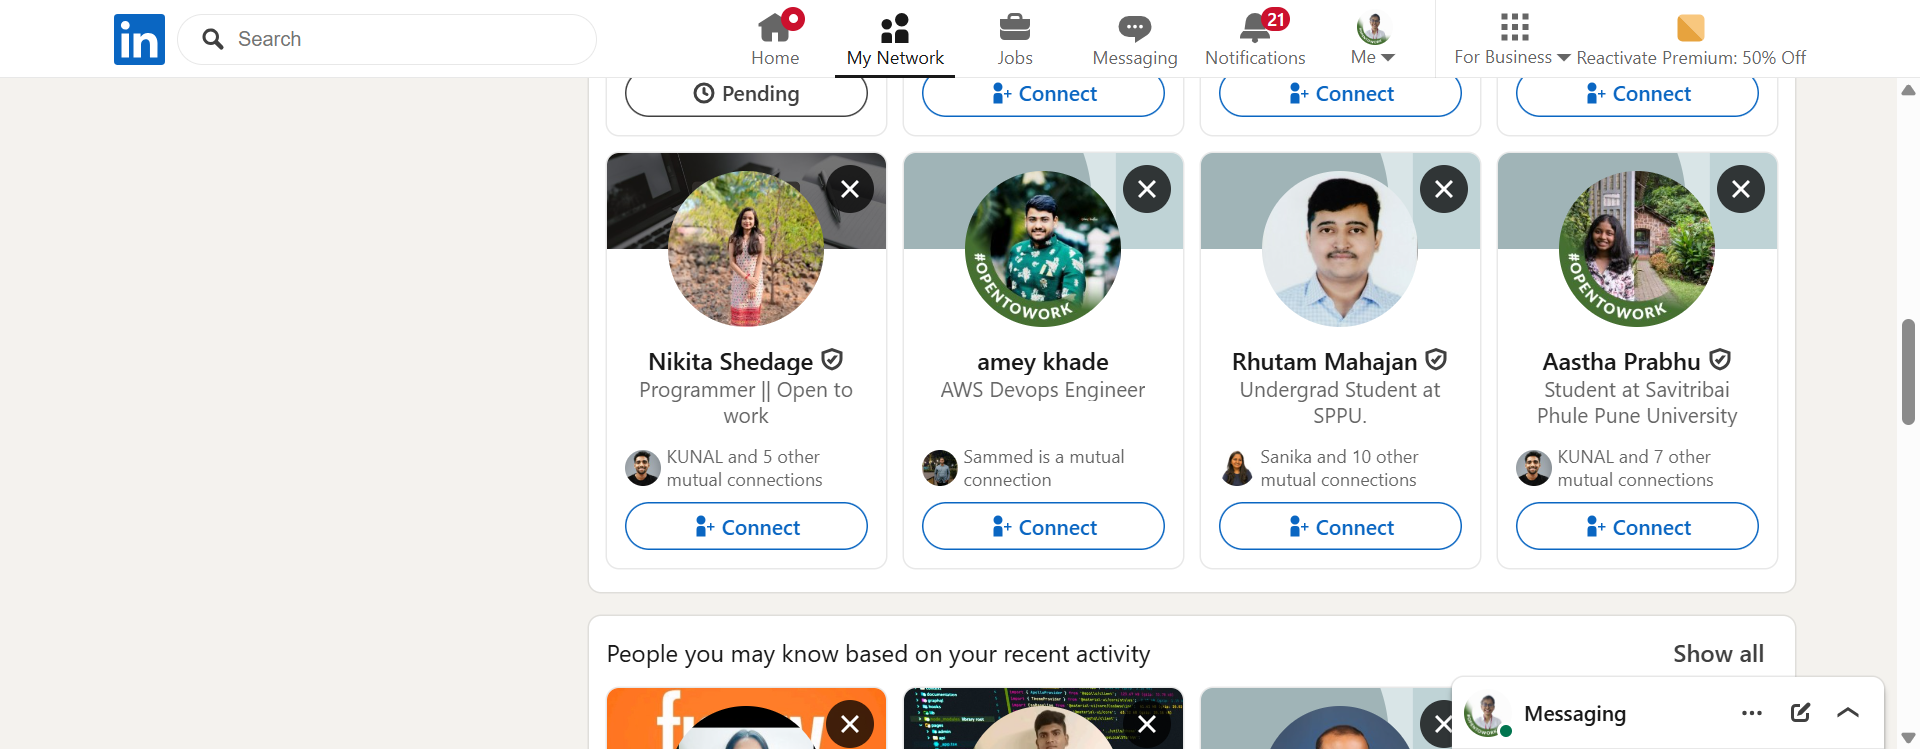 in
Search
Home
My Network
Jobs
Messaging
21
Notifications
Me
For Business
Reactivate Premium: 50% Off
Pending
Connect
Connect
Connect
#OPENTOWORK
#OPENTOWORK
Nikita Shedage
Programmer || Open to
work
KUNAL and 5 other
mutual connections
Connect
amey khade
AWS Devops Engineer
Sammed is a mutual
connection
Connect
Rhutam Mahajan
Undergrad Student at
SPPU.
Sanika and 10 other
mutual connections
Connect
Aastha Prabhu
Student at Savitribai
Phule Pune University
KUNAL and 7 other
mutual connections
Connect
People you may know based on your recent activity
Show all
Messaging